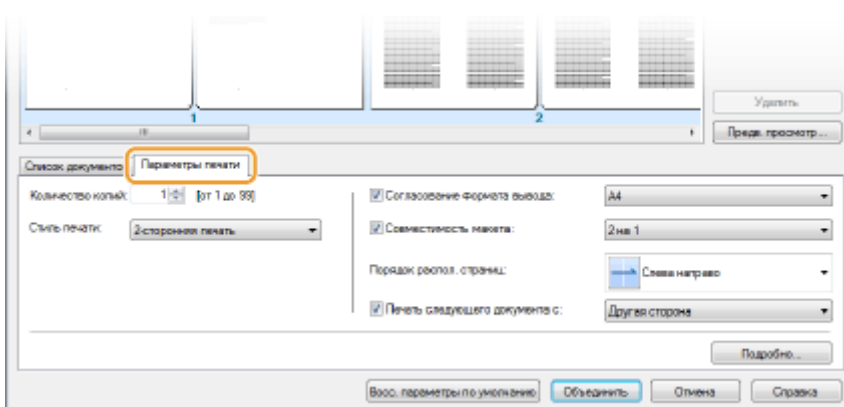 1
2
Удалить
Предв. просмотр...
Список документо
Параметры печати
Количество копий: 1 [от 1 до 99]
Стиль печати: 2-сторонняя печать
Согласование формата вывода: A4
Совместимость макета: 2 на 1
Порядок распол. страниц: Слева направо
Печать следующего документа с: Другая сторона
Подробно...
Восс. параметры по умолчанию
Объединить
Отмена
Справка